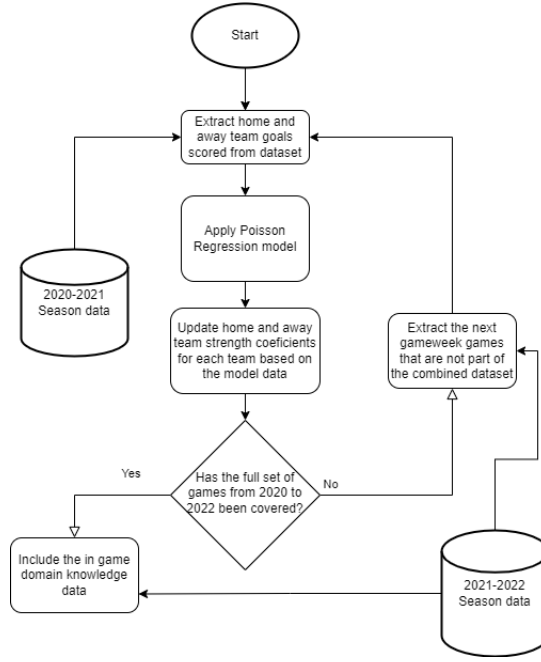 Start
Extract home and
away team goals
scored from dataset
Apply Poisson
Regression model
2020-2021
Season data
Update home and away
team strength coeficients
for each team based on
the model data
Extract the next
gameweek games
that are not part of
the combined dataset
Yes
Has the full set of
games from 2020 to
2022 been covered?
No
Include the in game
domain knowledge
data
2021-2022
Season data